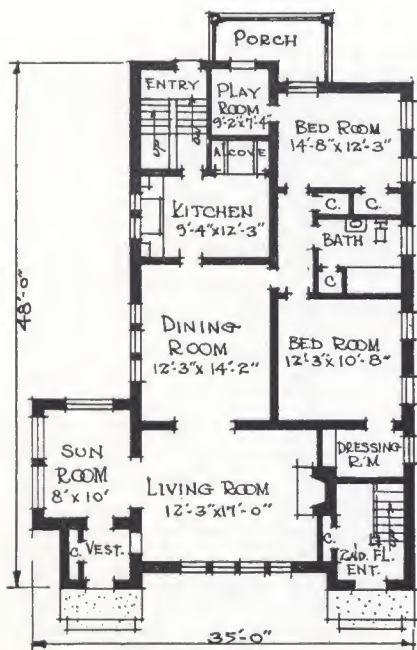 PORCH
ENTRY
UP
PLAY
ROOM
9'-2"x7'-4"
ALCOVE
BED ROOM
14'-8"x12'-3"
C.
C.
KITCHEN
9'-4"x12'-3"
BATH
C.
48'-0"
DINING
ROOM
12'-3"x14'-2"
BED ROOM
12'-3"x10'-8"
SUN
ROOM
8'x10'
DRESSING
R'M
LIVING ROOM
12'-3"x17'-0"
C.
VEST.
C.
2ND. FL.
ENT.
35'-0"